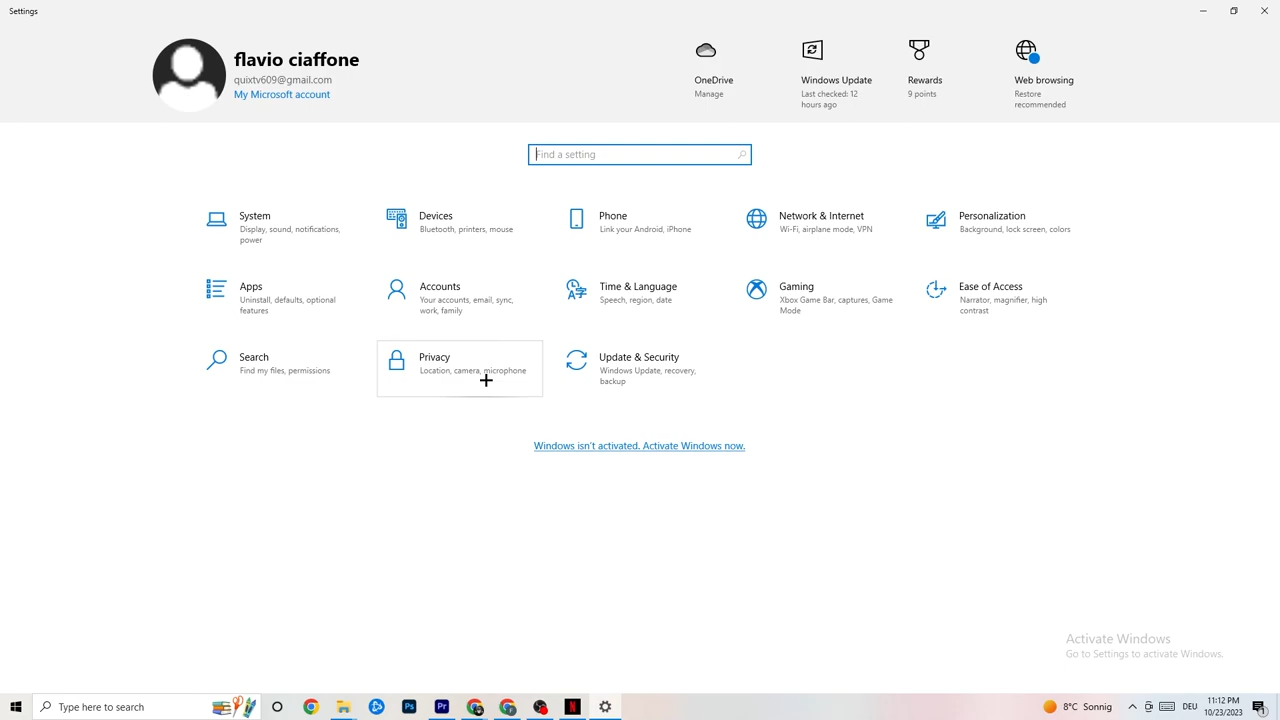 Settings
flavio ciaffone
quixtv609@gmail.com
My Microsoft account
OneDrive
Manage
Windows Update
Last checked: 12
hours ago
Rewards
9 points
Web browsing
Restore
recommended
Find a setting
System
Display, sound, notifications,
power
Devices
Bluetooth, printers, mouse
Phone
Link your Android, iPhone
Network & Internet
Wi-Fi, airplane mode, VPN
Personalization
Background, lock screen, colors
Apps
Uninstall, defaults, optional
features
Accounts
Your accounts, email, sync,
work, family
Time & Language
Speech, region, date
Gaming
Xbox Game Bar, captures, Game
Mode
Ease of Access
Narrator, magnifier, high
contrast
Search
Find my files, permissions
Privacy
Location, camera, microphone
Update & Security
Windows Update, recovery,
backup
Windows isn't activated. Activate Windows now.
Activate Windows
Go to Settings to activate Windows.
Type here to search
Ps
Pr
N
8°C Sonnig
DEU
11:12 PM
10/23/2023